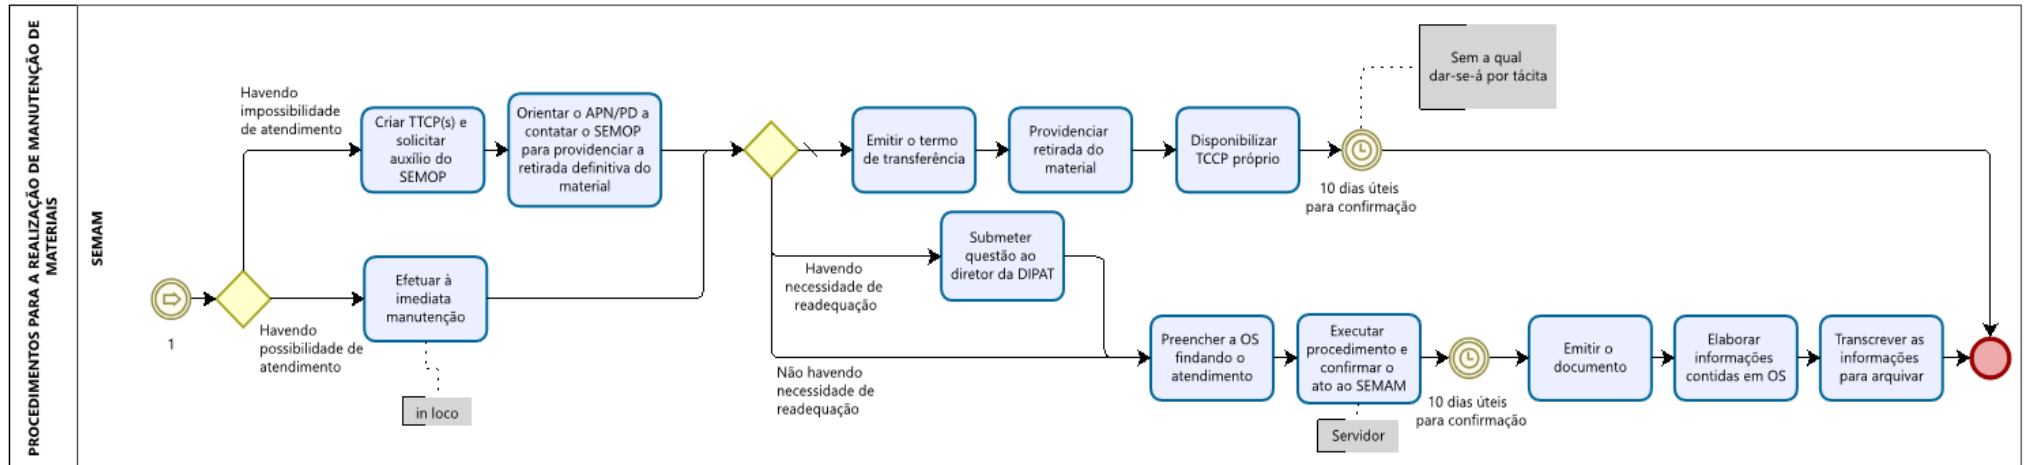 PROCEDIMENTOS PARA A REALIZAÇÃO DE MANUTENÇÃO DE
MATERIAIS
SEMAM
1
Havendo
impossibilidade
de atendimento
Havendo
possibilidade de
atendimento
Criar TTCP(s) e
solicitar
auxílio do
SEMOP
Orientar o APN/PD a
contatar o SEMOP
para providenciar a
retirada definitiva do
material
Efetuar à
imediata
manutenção
in loco
Emitir o termo
de transferência
Providenciar
retirada do
material
Disponibilizar
TCCP próprio
10 dias úteis
para confirmação
Sem a qual
dar-se-á por tácita
Havendo
necessidade de
readequação
Submeter
questão ao
diretor da DIPAT
Não havendo
necessidade de
readequação
Preencher a OS
findando o
atendimento
Executar
procedimento e
confirmar o
ato ao SEMAM
Servidor
10 dias úteis
para confirmação
Emitir o
documento
Elaborar
informações
contidas em OS
Transcrever as
informações
para arquivar